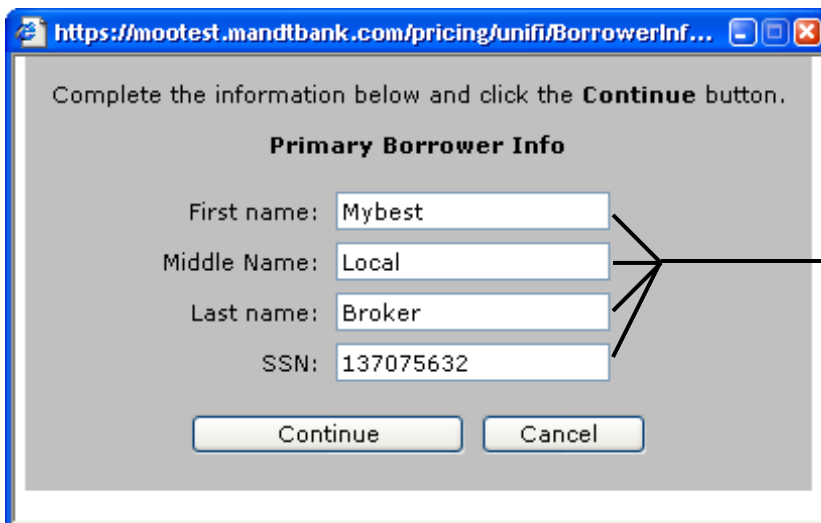 https://mootest.mandtbank.com/pricing/unifi/BorrowerInf...
Complete the information below and click the Continue button.
Primary Borrower Info
First name: Mybest
Middle Name: Local
Last name: Broker
SSN: 137075632
Continue Cancel